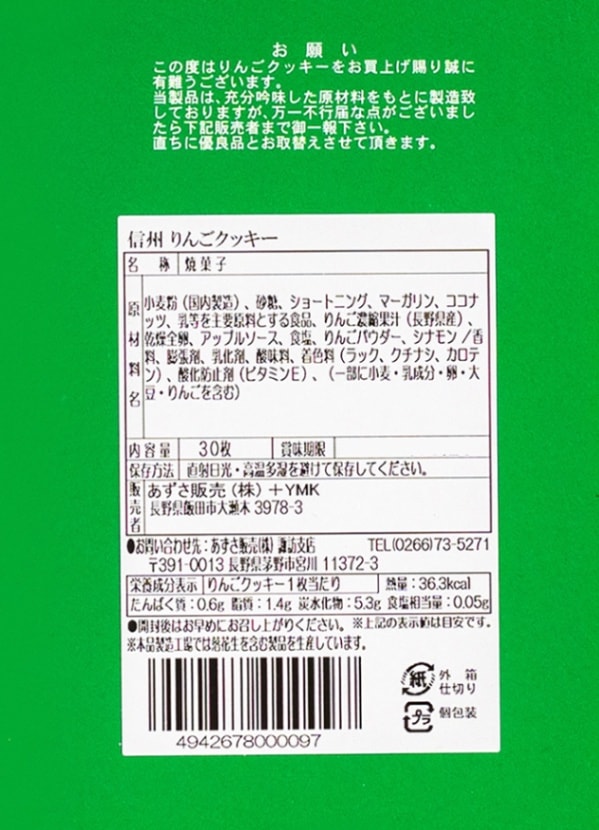 お願い
この度はりんごクッキーをお買上げ賜り誠に
有難うございます。
当製品は、充分吟味した原材料をもとに製造致
しておりますが、万一不行届な点がございまし
たら下記販売者まで御一報下さい。
直ちに優良品とお取替えさせて頂きます。
信州 りんごクッキー
名称 焼菓子
原材料名
小麦粉（国内製造）、砂糖、ショートニング、マーガリン、ココナ
ッツ、乳等を主要原料とする食品、りんご濃縮果汁（長野県産）、
乾燥全卵、アップルソース、食塩、りんごパウダー、シナモン／香
料、膨張剤、乳化剤、酸味料、着色料（ラック、クチナシ、カロテ
ン）、酸化防止剤（ビタミンE）、（一部に小麦・乳成分・卵・大
豆・りんごを含む）
内容量 30枚 賞味期限
保存方法 直射日光・高温多湿を避けて保存してください。
販売者
あずさ販売（株）＋YMK
長野県飯田市大瀬木 3978-3
●お問い合わせ先：あずさ販売(株) 諏訪支店 TEL(0266)73-5271
〒391-0013 長野県茅野市宮川 11372-3
栄養成分表示 りんごクッキー1枚当たり 熱量：36.3kcal
たんぱく質：0.6g 脂質：1.4g 炭水化物：5.3g 食塩相当量：0.05g
●開封後はお早めにお召し上がりください。 ※上記の表示値は目安です。
※本品製造工場では落花生を含む製品を生産しています。
4942678000097
紙 外箱
仕切り
プラ 個包装